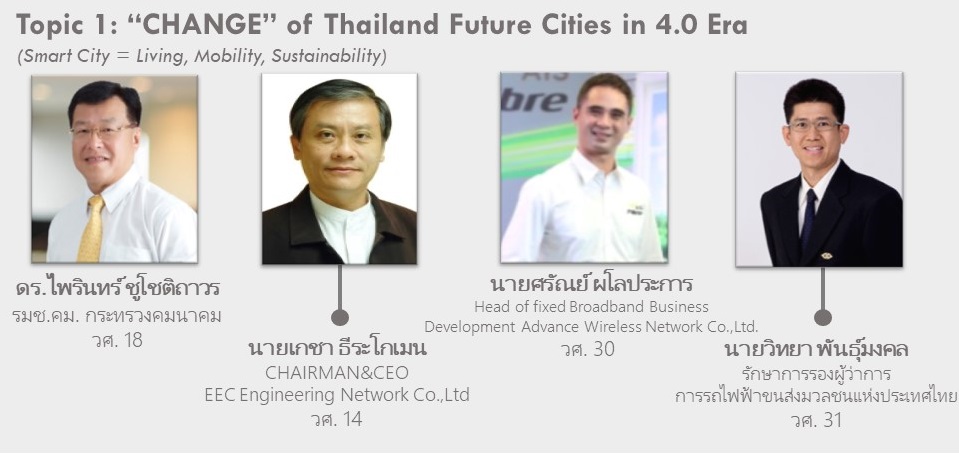 Topic 1: “CHANGE” of Thailand Future Cities in 4.0 Era
(Smart City = Living, Mobility, Sustainability)
AIS
bre
ดร.ไพรินทร์ ชูโชติถาวร
รมช.คม. กระทรวงคมนาคม
วศ. 18
นายเกชา ธีระโกเมน
CHAIRMAN&CEO
EEC Engineering Network Co.,Ltd
วศ. 14
นายศรัณย์ ผโลประการ
Head of fixed Broadband Business
Development Advance Wireless Network Co.,Ltd.
วศ. 30
นายวิทยา พันธุ์มงคล
รักษาการรองผู้ว่าการ
การรถไฟฟ้าขนส่งมวลชนแห่งประเทศไทย
วศ. 31